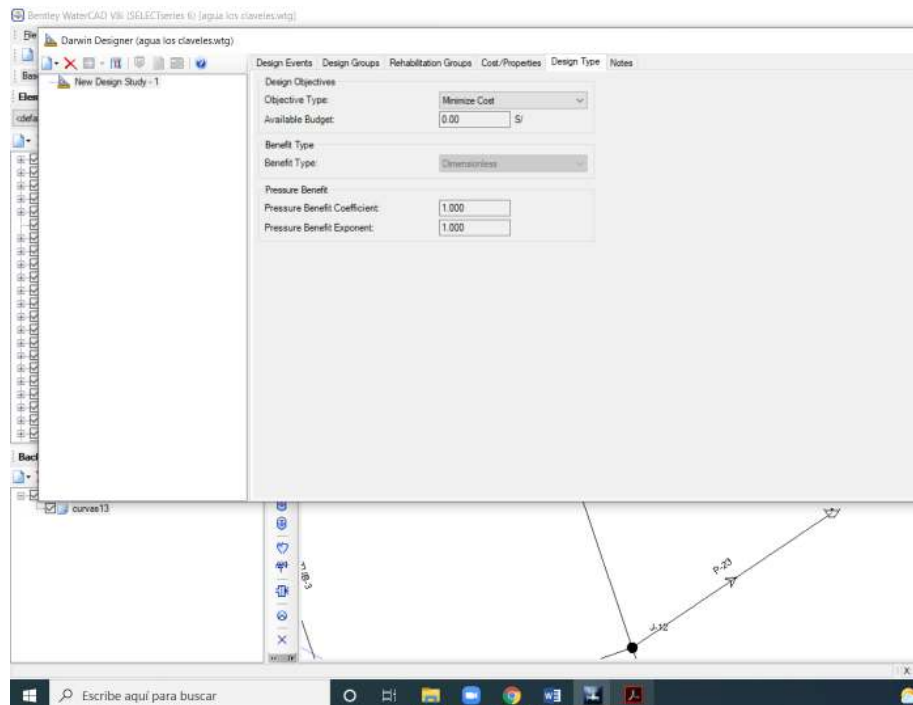 Bentley WaterCAD V8i (SELECTseries 6) [agua los claveles.wtg]
Darwin Designer (agua los claveles.wtg)
Design Events Design Groups Rehabilitation Groups Cost/Properties Design Type Notes
New Design Study - 1
Design Objectives
Objective Type: Minimize Cost
Available Budget: 0.00 S/
Benefit Type
Benefit Type: Dimensionless
Pressure Benefit
Pressure Benefit Coefficient: 1.000
Pressure Benefit Exponent: 1.000
curvas13
P-23
J-12
Escribe aquí para buscar